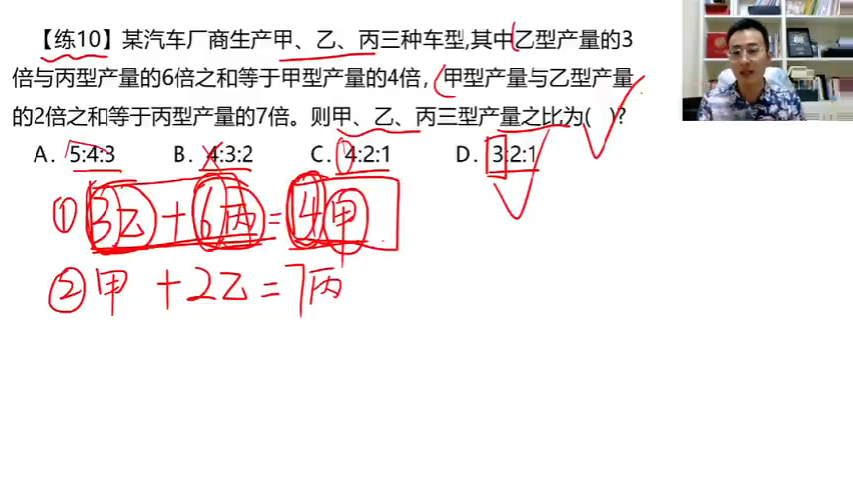 【练10】某汽车厂商生产甲、乙、丙三种车型,其中乙型产量的3
倍与丙型产量的6倍之和等于甲型产量的4倍，甲型产量与乙型产量
的2倍之和等于丙型产量的7倍。则甲、乙、丙三型产量之比为( )?
A. 5:4:3 B. 4:3:2 C. 4:2:1 D. 3:2:1
①3乙+6丙=4甲
②甲+2乙=7丙